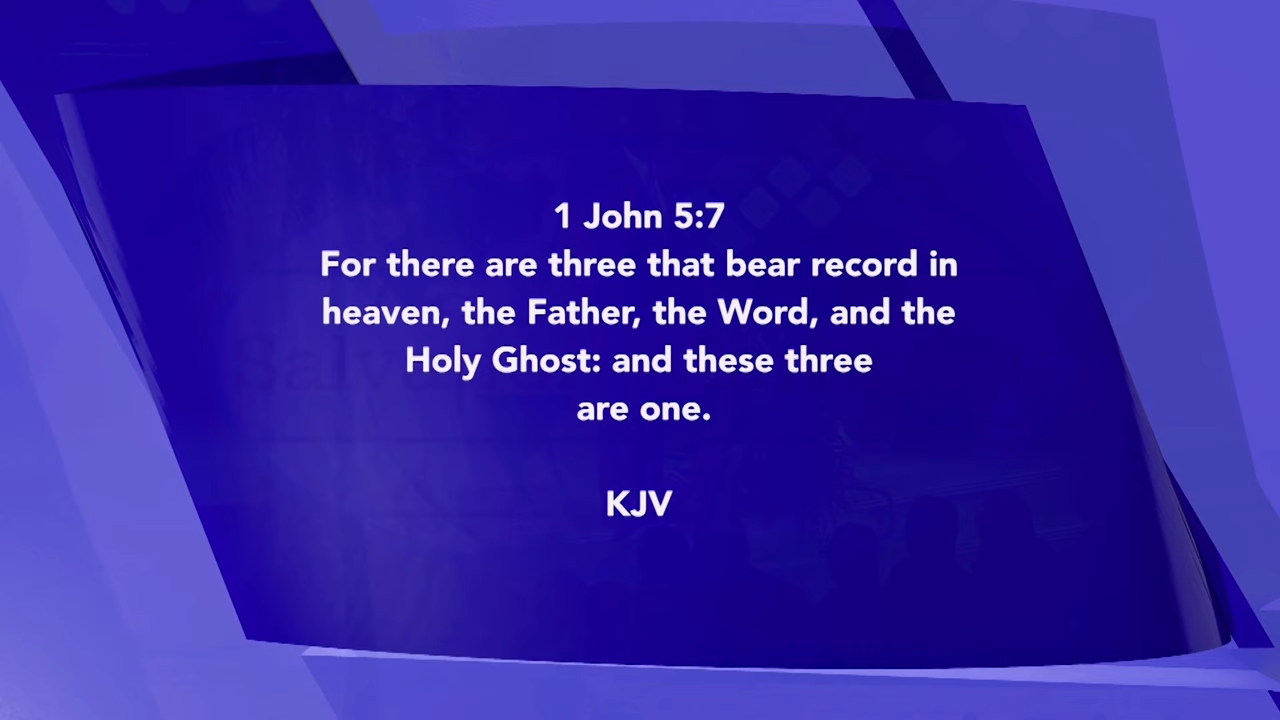 1 John 5:7
For there are three that bear record in
heaven, the Father, the Word, and the
Holy Ghost: and these three
are one.
KJV